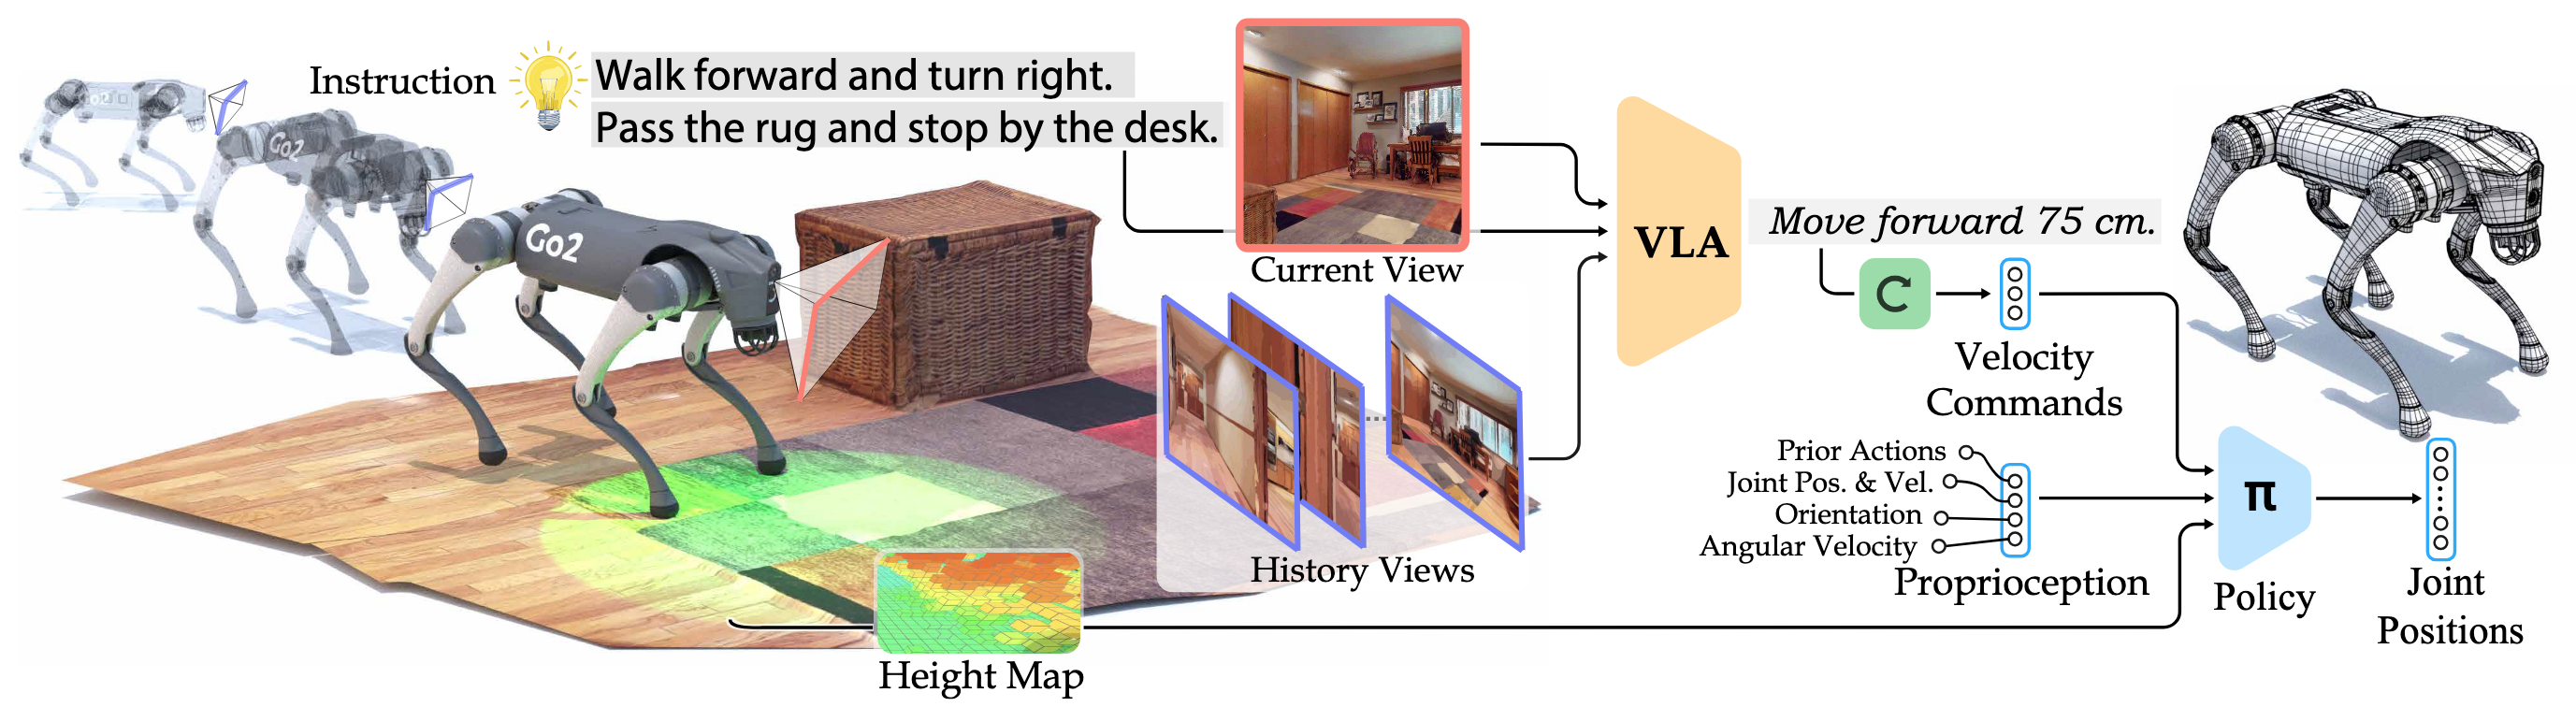 Instruction
Walk forward and turn right.
Pass the rug and stop by the desk.
Go2
Go2
Go2
Current View
History Views
Height Map
VLA
Move forward 75 cm.
Velocity
Commands
Prior Actions
Joint Pos. & Vel.
Orientation
Angular Velocity
Proprioception
π
Policy
Joint
Positions